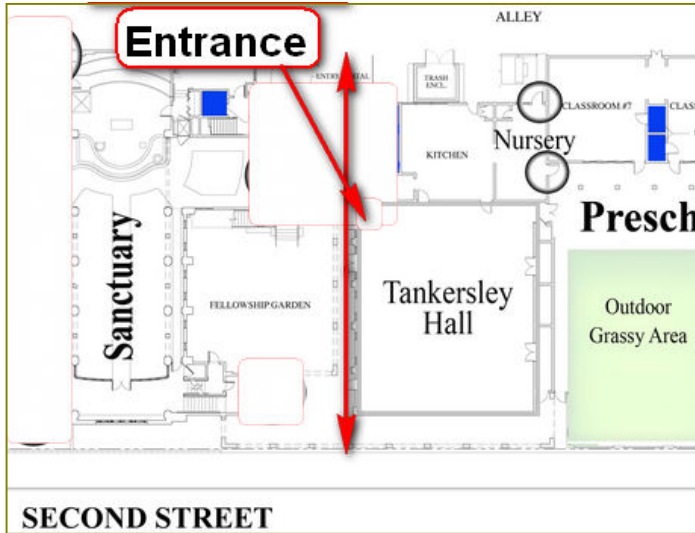 ALLEY
Entrance
TRASH
ENCL.
CLASSROOM #7
Nursery
KITCHEN
Presch
Sanctuary
FELLOWSHIP GARDEN
Tankersley
Hall
Outdoor
Grassy Area
SECOND STREET